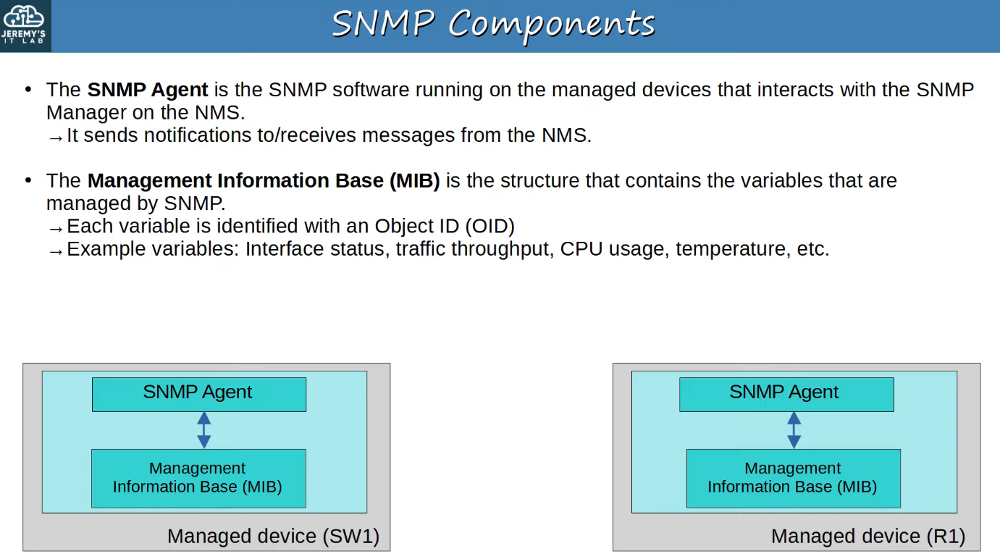 JEREMY'S
IT LAB
SNMP Components
• The SNMP Agent is the SNMP software running on the managed devices that interacts with the SNMP
Manager on the NMS.
→It sends notifications to/receives messages from the NMS.
• The Management Information Base (MIB) is the structure that contains the variables that are
managed by SNMP.
→Each variable is identified with an Object ID (OID)
→Example variables: Interface status, traffic throughput, CPU usage, temperature, etc.
SNMP Agent
Management
Information Base (MIB)
Managed device (SW1)
SNMP Agent
Management
Information Base (MIB)
Managed device (R1)